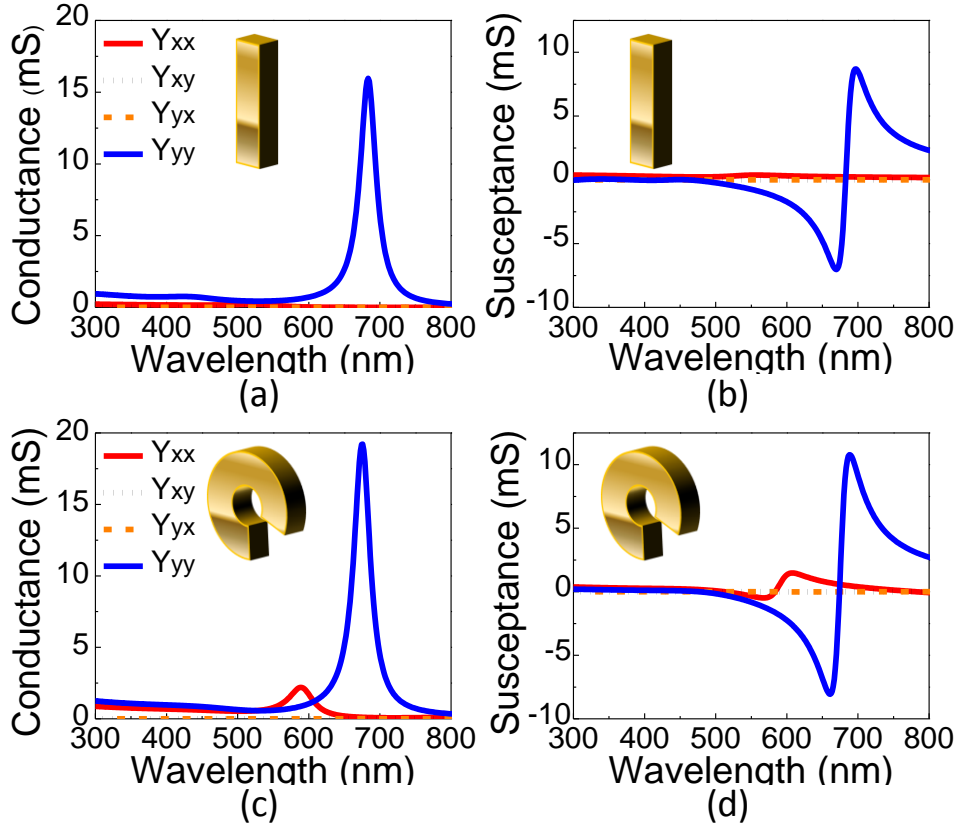 Conductance (mS)
20
15
10
5
0
Yxx
Yxy
Yyx
Yyy
300 400 500 600 700 800
Wavelength (nm)
(a)
Susceptance (mS)
10
5
0
-5
-10
300 400 500 600 700 800
Wavelength (nm)
(b)
Conductance (mS)
20
15
10
5
0
Yxx
Yxy
Yyx
Yyy
300 400 500 600 700 800
Wavelength (nm)
(c)
Susceptance (mS)
10
5
0
-5
-10
300 400 500 600 700 800
Wavelength (nm)
(d)